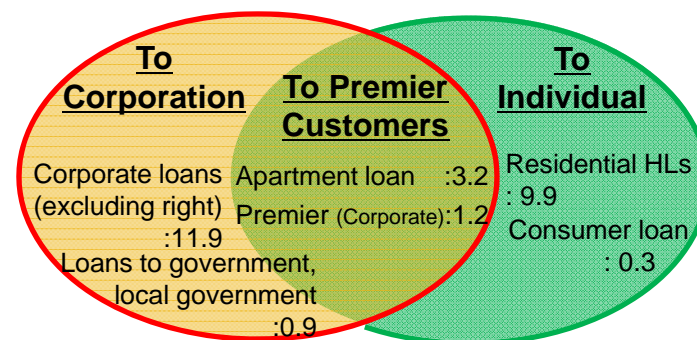 To
Corporation
Corporate loans
(excluding right)
:11.9
Loans to government,
local government
:0.9
To Premier
Customers
Apartment loan :3.2
Premier (Corporate):1.2
To
Individual
Residential HLs
: 9.9
Consumer loan
: 0.3